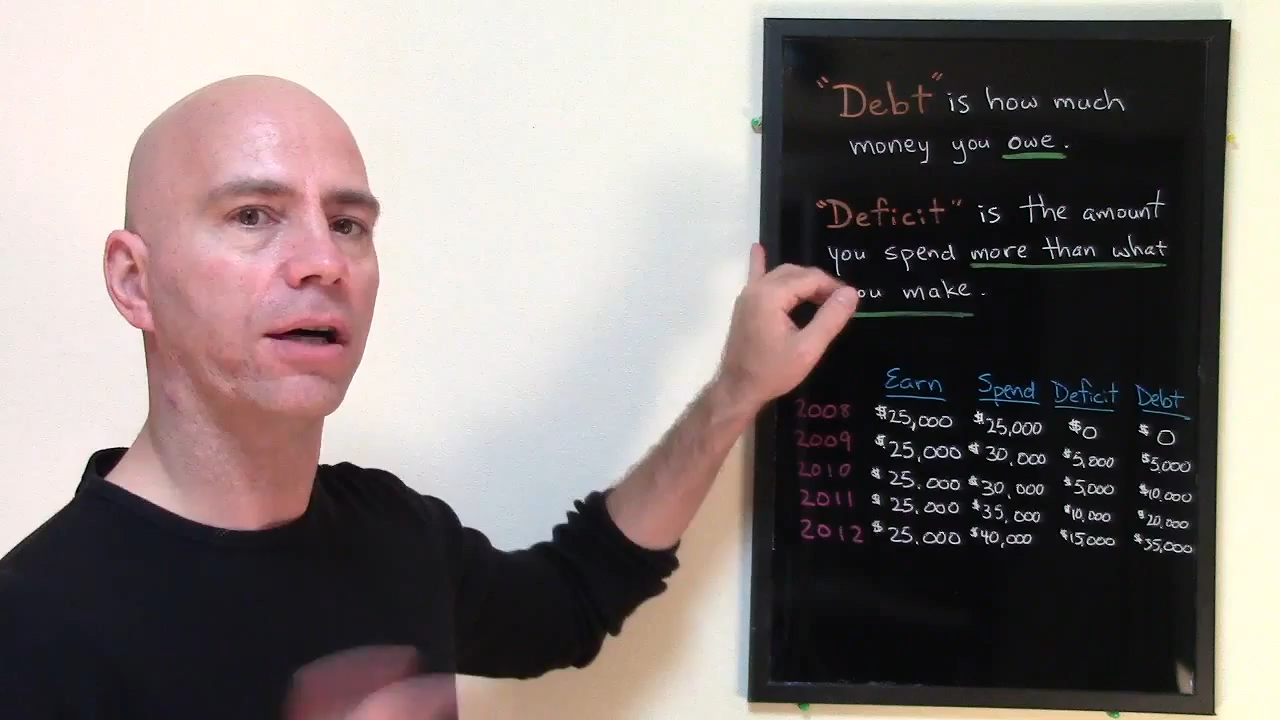 "Debt" is how much
money you owe.
"Deficit" is the amount
you spend more than what
you make.
Earn Spend Deficit Debt
2008 $25,000 $25,000 $0 $0
2009 $25,000 $30,000 $5,000 $5,000
2010 $25.000 $30,000 $5,000 $10,000
2011 $25.000 $35,000 $10,000 $20,000
2012 $25.000 $40,000 $15,000 $35,000